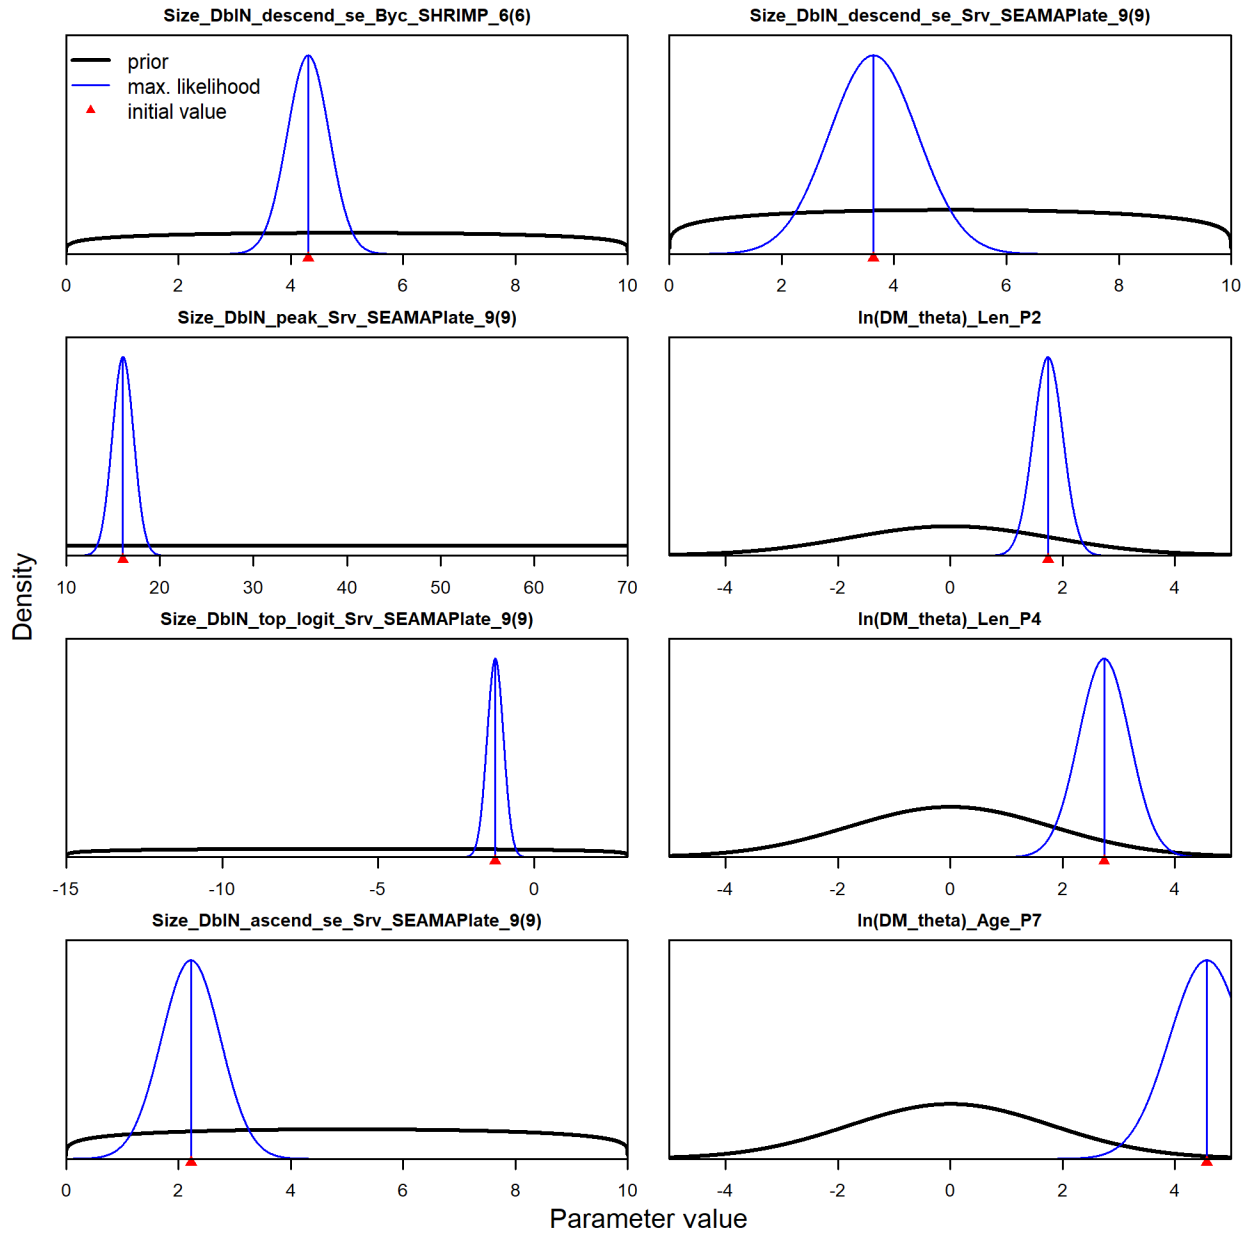 Size_DblN_descend_se_Byc_SHRIMP_6(6)
prior
max. likelihood
initial value
0 2 4 6 8 10
Size_DblN_descend_se_Srv_SEAMAPlate_9(9)
0 2 4 6 8 10
Size_DblN_peak_Srv_SEAMAPlate_9(9)
10 20 30 40 50 60 70
ln(DM_theta)_Len_P2
-4 -2 0 2 4
Size_DblN_top_logit_Srv_SEAMAPlate_9(9)
-15 -10 -5 0
ln(DM_theta)_Len_P4
-4 -2 0 2 4
Size_DblN_ascend_se_Srv_SEAMAPlate_9(9)
0 2 4 6 8 10
ln(DM_theta)_Age_P7
-4 -2 0 2 4
Density
Parameter value